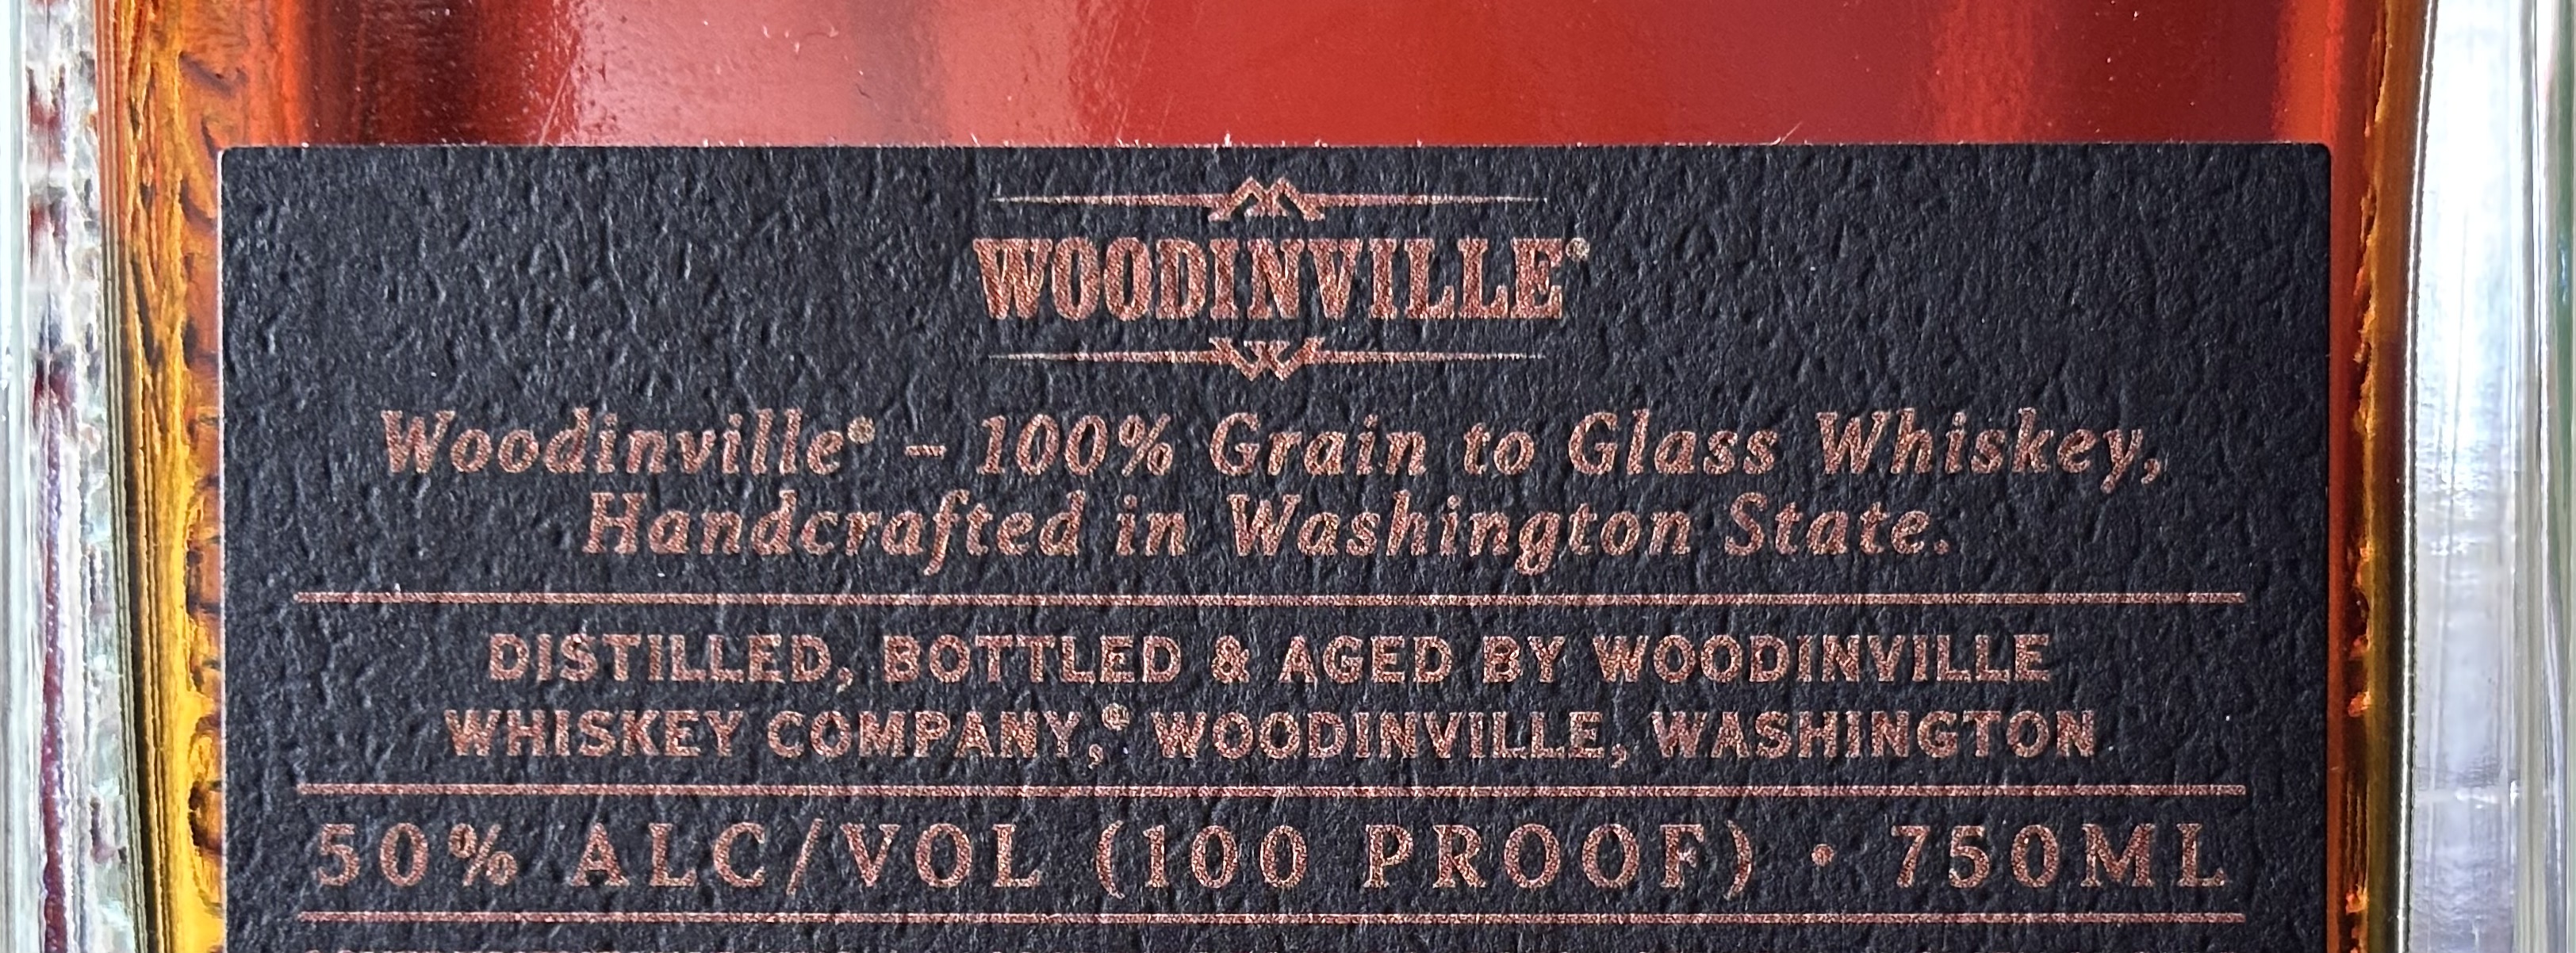 WOODINVILLE®
Woodinville® – 100% Grain to Glass Whiskey,
Handcrafted in Washington State.
DISTILLED, BOTTLED & AGED BY WOODINVILLE
WHISKEY COMPANY,® WOODINVILLE, WASHINGTON
50% ALC/VOL (100 PROOF) • 750ML